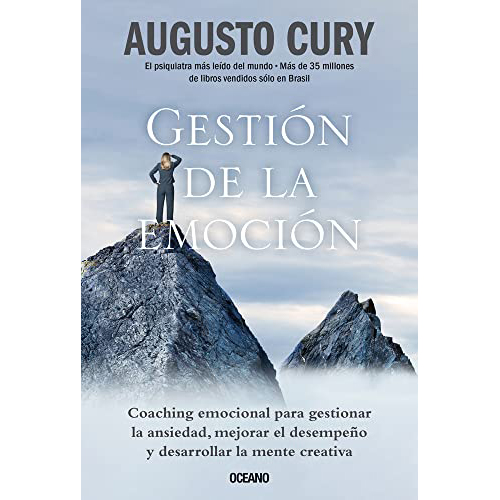 AUGUSTO CURY
El psiquiatra más leído del mundo • Más de 35 millones
de libros vendidos sólo en Brasil
GESTIÓN
DE LA
EMOCIÓN
Coaching emocional para gestionar
la ansiedad, mejorar el desempeño
y desarrollar la mente creativa
OCEANO